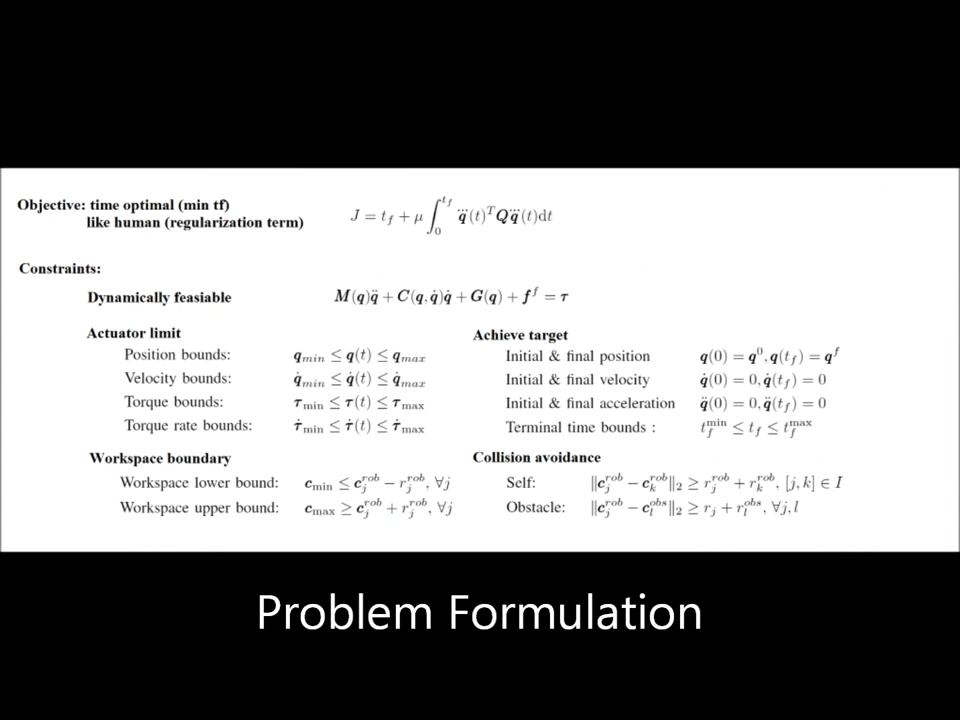 Objective: time optimal (min tf)
like human (regularization term)
J = t_f + μ ∫_0^{t_f} q⃛(t)^T Q q⃛(t)dt
Constraints:
Dynamically feasiable
M(q)q̈ + C(q, q̇)q̇ + G(q) + f^f = τ
Actuator limit
Position bounds: q_min ≤ q(t) ≤ q_max
Velocity bounds: q̇_min ≤ q̇(t) ≤ q̇_max
Torque bounds: τ_min ≤ τ(t) ≤ τ_max
Torque rate bounds: τ̇_min ≤ τ̇(t) ≤ τ̇_max
Achieve target
Initial & final position q(0) = q^0, q(t_f) = q^f
Initial & final velocity q̇(0) = 0, q̇(t_f) = 0
Initial & final acceleration q̈(0) = 0, q̈(t_f) = 0
Terminal time bounds : t_f^min ≤ t_f ≤ t_f^max
Workspace boundary
Workspace lower bound: c_min ≤ c_j^rob − r_j^rob, ∀j
Workspace upper bound: c_max ≥ c_j^rob + r_j^rob, ∀j
Collision avoidance
Self: ‖c_j^rob − c_k^rob‖_2 ≥ r_j^rob + r_k^rob, [j, k] ∈ I
Obstacle: ‖c_j^rob − c_l^obs‖_2 ≥ r_j + r_l^obs, ∀j, l
Problem Formulation